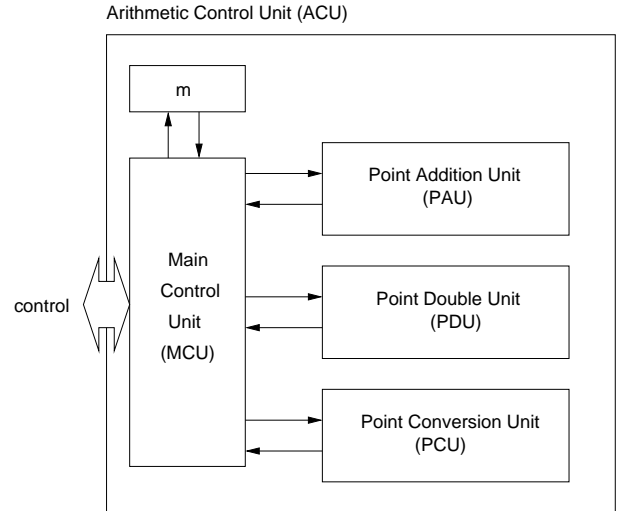 Arithmetic Control Unit (ACU)
m
Point Addition Unit
(PAU)
Main
Control
Unit
(MCU)
control
Point Double Unit
(PDU)
Point Conversion Unit
(PCU)